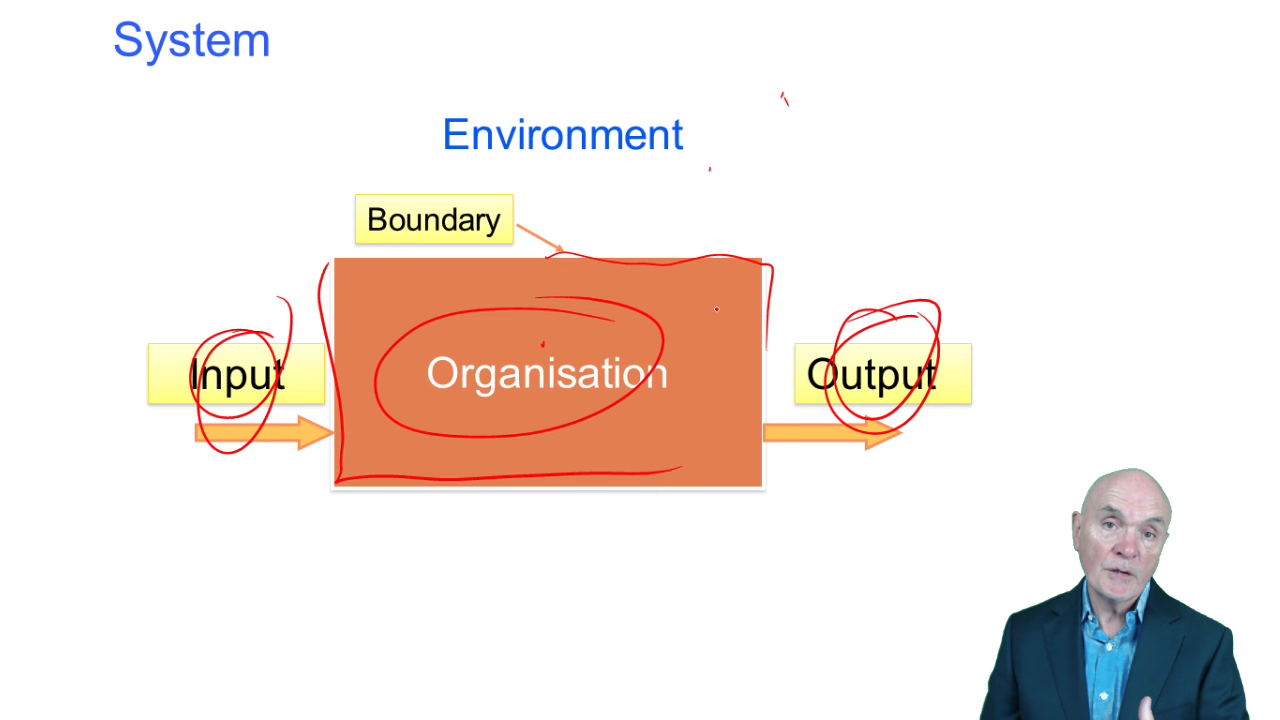 System
Environment
Boundary
Input
Organisation
Output